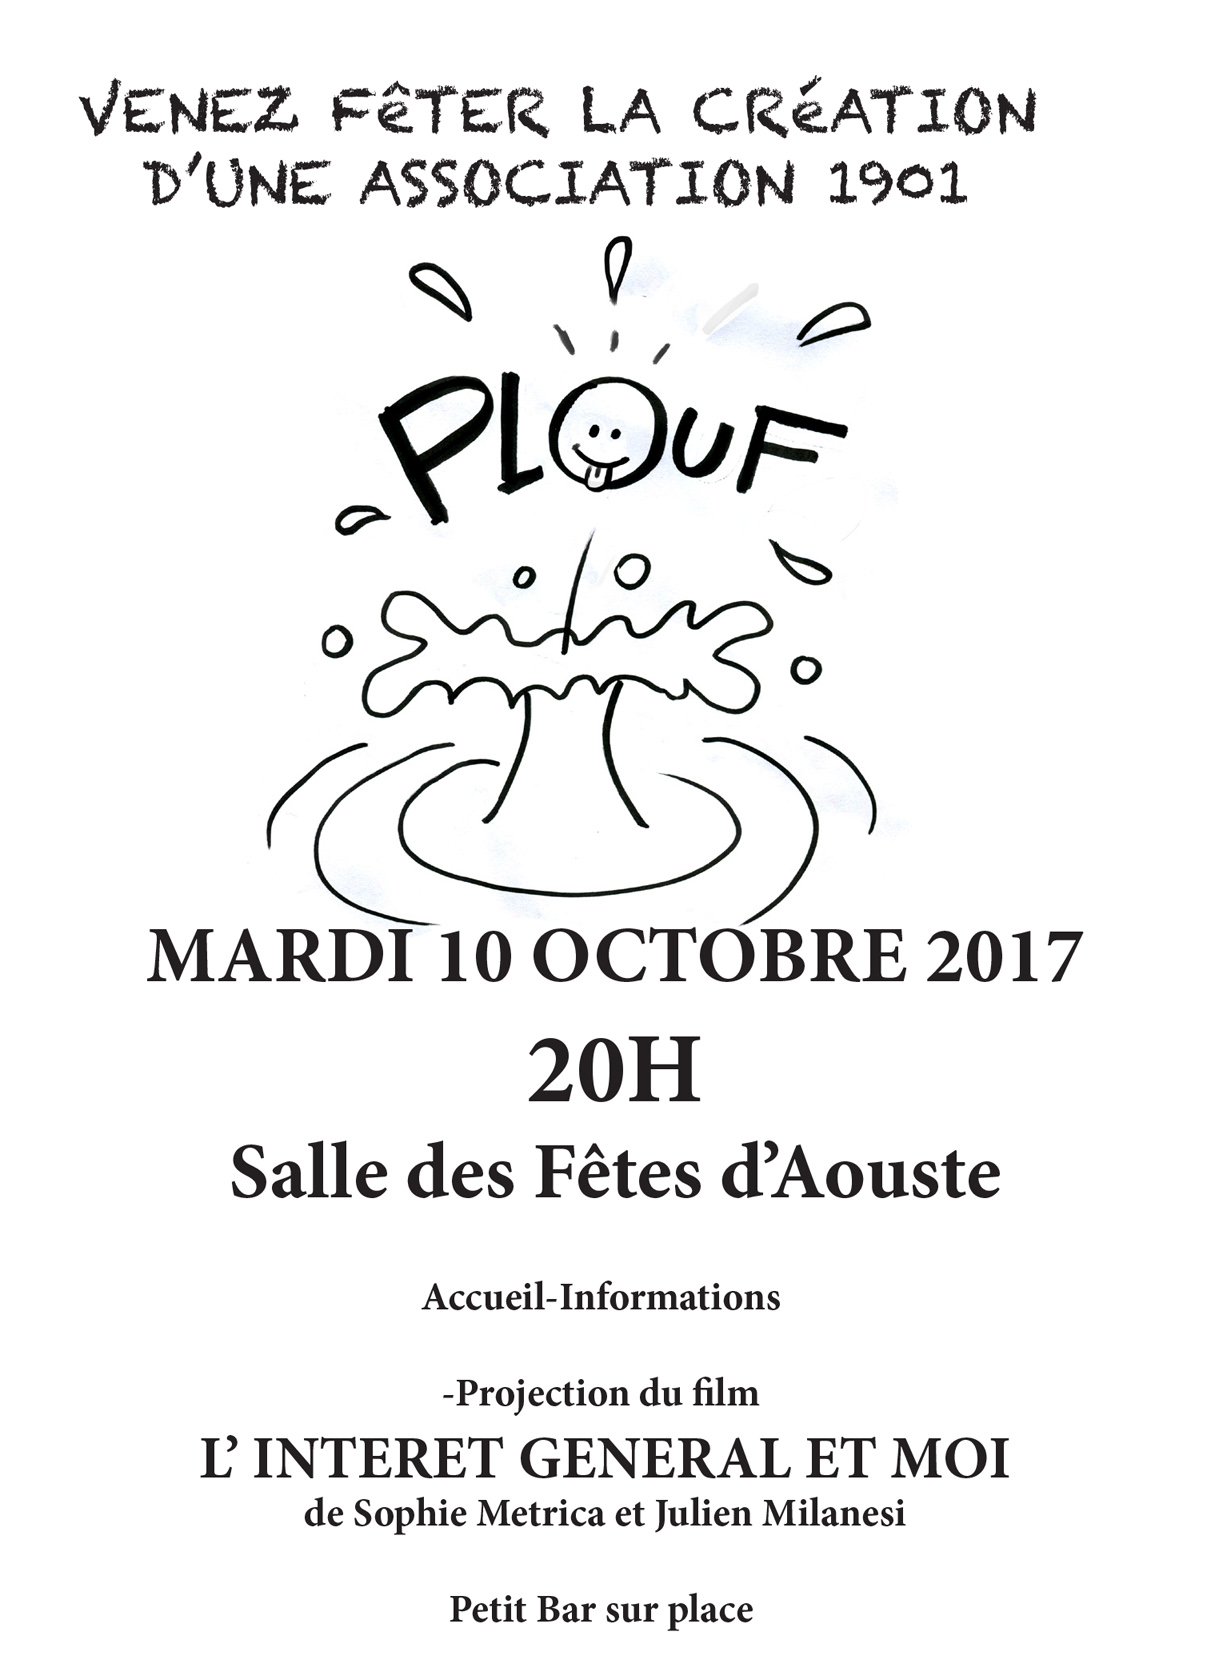 VENEZ FêTER LA CRéATION
D'UNE ASSOCIATION 1901
PLOUF
MARDI 10 OCTOBRE 2017
20H
Salle des Fêtes d'Aouste
Accueil-Informations
-Projection du film
L' INTERET GENERAL ET MOI
de Sophie Metrica et Julien Milanesi
Petit Bar sur place